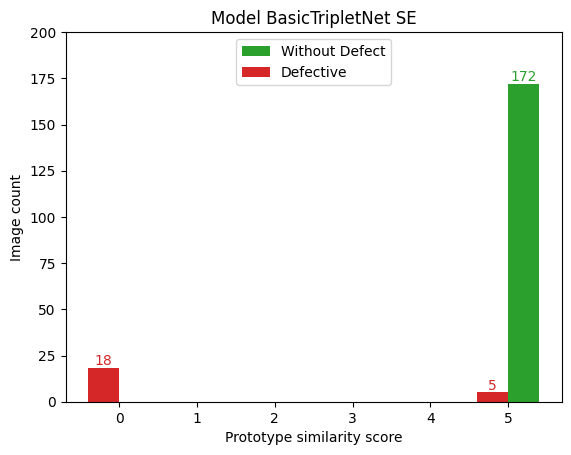 Model BasicTripletNet SE
200
175
150
125
100
75
50
25
0
Image count
Without Defect
Defective
172
18
5
0 1 2 3 4 5
Prototype similarity score